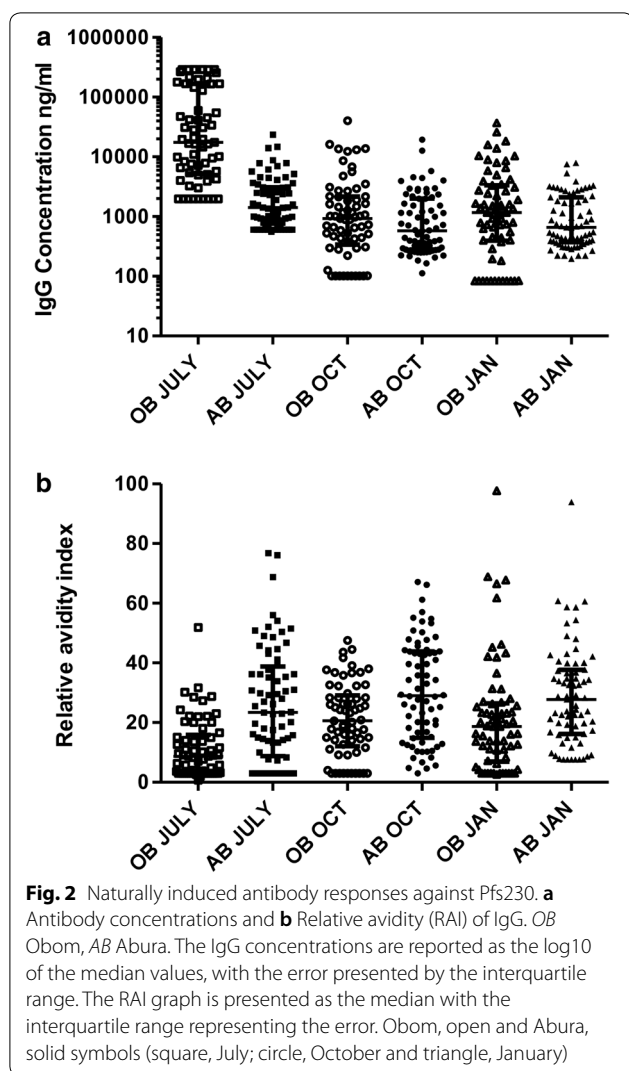 a
IgG Concentration ng/ml
1000000
100000
10000
1000
100
10
OB JULY
AB JULY
OB OCT
AB OCT
OB JAN
AB JAN
b
Relative avidity index
100
80
60
40
20
0
OB JULY
AB JULY
OB OCT
AB OCT
OB JAN
AB JAN
Fig. 2 Naturally induced antibody responses against Pfs230. a
Antibody concentrations and b Relative avidity (RAI) of IgG. OB
Obom, AB Abura. The IgG concentrations are reported as the log10
of the median values, with the error presented by the interquartile
range. The RAI graph is presented as the median with the
interquartile range representing the error. Obom, open and Abura,
solid symbols (square, July; circle, October and triangle, January)